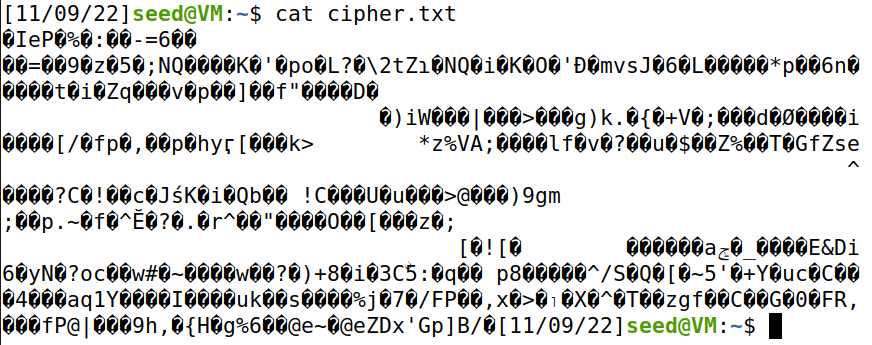 [11/09/22]seed@VM:~$ cat cipher.txt
�IeP�%�:��-=6��
��=��9�z�5�;NQ����K�'�po�L?�\2tZı�NQ�i�K�O�'Đ�mvsJ�6�L�����*p��6n�
����t�i�Zq���v�p��]��f"����D�
�)iW���|���>���g)k.�{�+V�;���d�Ø����i
����[/�fp�,��p�hyӷ[���k> *z%VA;����lf�v�?��u�$��Z%��T�GfZse
^
����?C�!��c�JśK�i�Qb�� !C���U�u���>@���)9gm
;��p.~�f�^Ĕ�?�.�r^��"����O��[���z�;
[�![� ������aج�_����E&Di
6�yN�?oc��w#�~����w��?�)+8�i�3C5:�q�� p8�����^/S�Q�[�~5'�+Y�uc�C��
�4���aq1Y����I����uk��s����%j�7�/FP��,x�>�ו�X�^�T��zgf��C��G�0�FR,
���fP@|���9h,�{H�g%6��@e~�@eZDx'Gp]B/�[11/09/22]seed@VM:~$